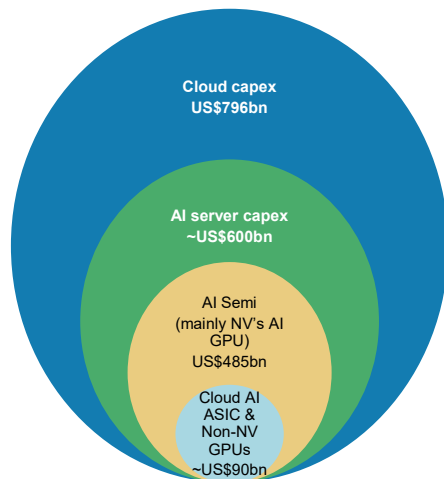 Cloud capex
US$796bn
AI server capex
~US$600bn
AI Semi
(mainly NV's AI
GPU)
US$485bn
Cloud AI
ASIC &
Non-NV
GPUs
~US$90bn